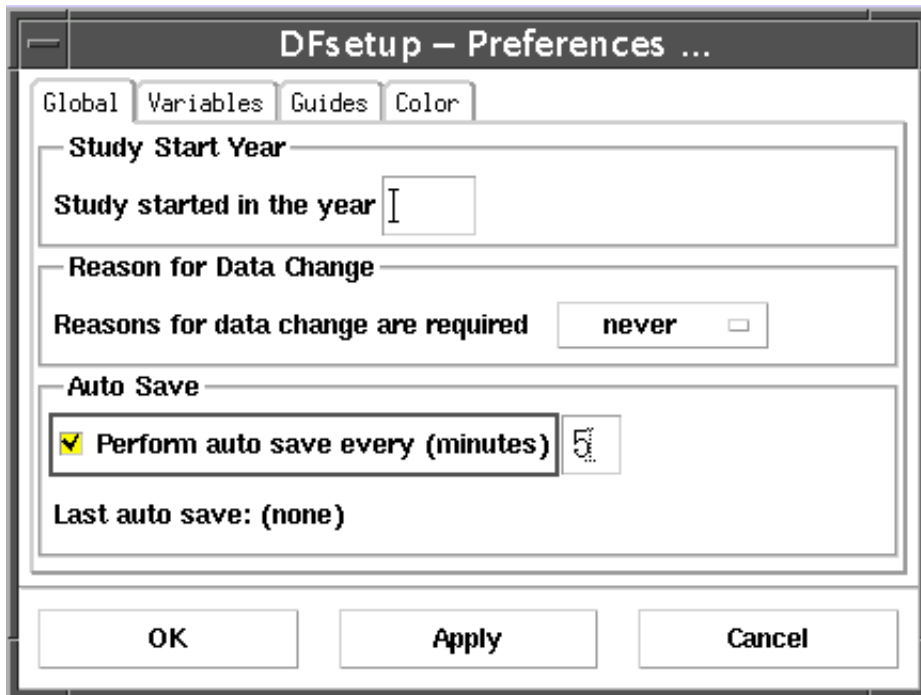 DFsetup – Preferences ...
Global Variables Guides Color
Study Start Year
Study started in the year
Reason for Data Change
Reasons for data change are required never
Auto Save
Perform auto save every (minutes) 5
Last auto save: (none)
OK Apply Cancel